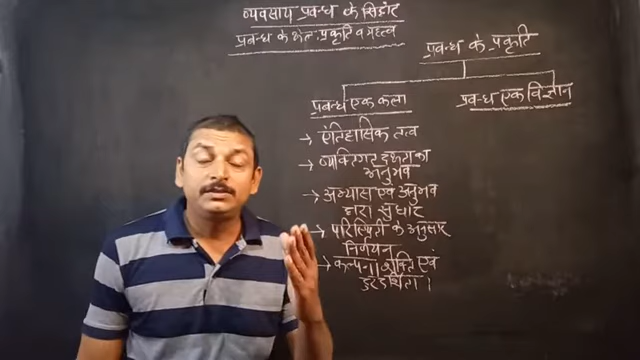 व्यवसाय प्रबन्ध के सिद्धांत
प्रबन्ध के क्षेत्र: प्रकृति व महत्व
प्रबन्ध के प्रकृति
प्रबन्ध एक कला
प्रबन्ध एक विज्ञान
→ ऐतिहासिक तत्व
→ व्यक्तिगत दक्षता का
अनुभव
→ अभ्यास एवं अनुभव
द्वारा सुधार
→ परिस्थिती के अनुसार
निर्णयन
→ कल्पना शक्ति एवं